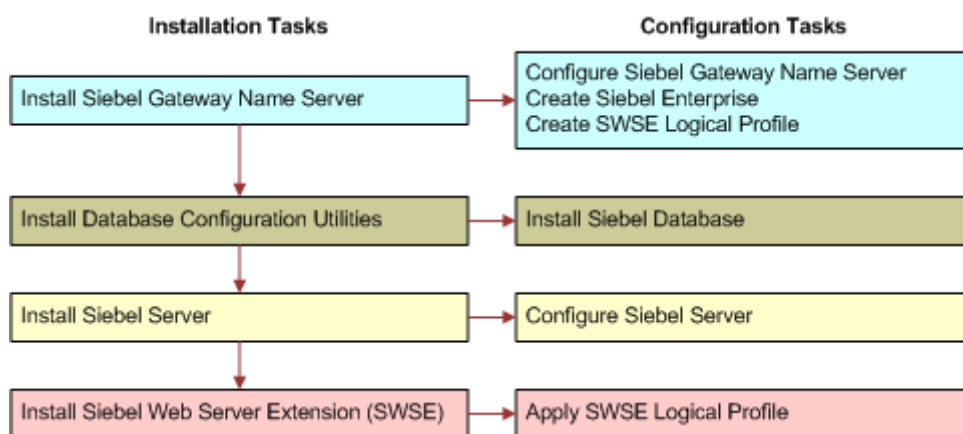 Installation Tasks
Configuration Tasks
Install Siebel Gateway Name Server
Configure Siebel Gateway Name Server
Create Siebel Enterprise
Create SWSE Logical Profile
Install Database Configuration Utilities
Install Siebel Database
Install Siebel Server
Configure Siebel Server
Install Siebel Web Server Extension (SWSE)
Apply SWSE Logical Profile